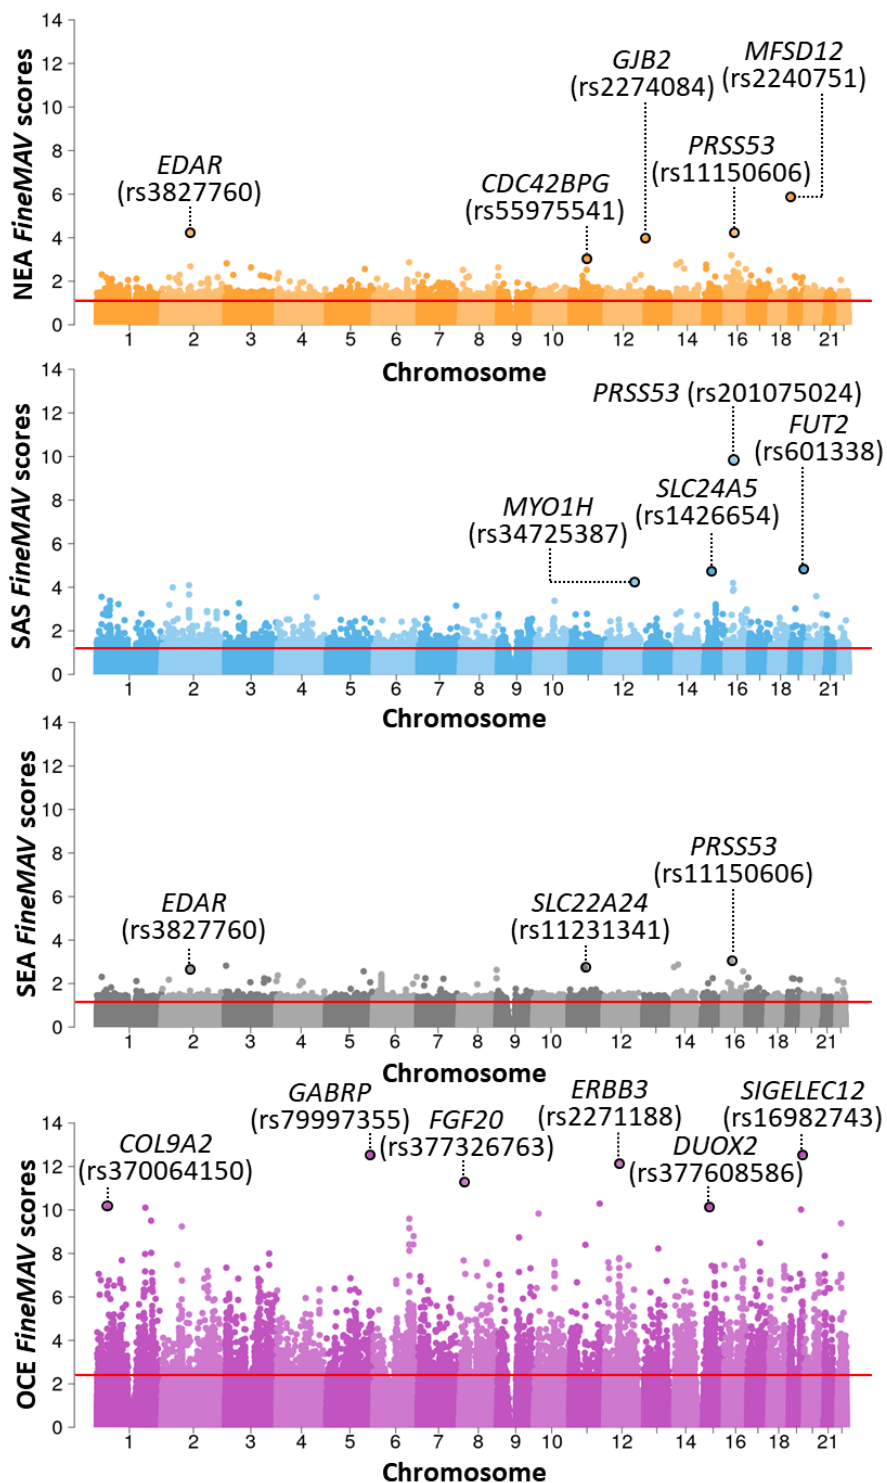 NEA FineMAV scores
14
12
10
8
6
4
2
0
EDAR
(rs3827760)
CDC42BPG
(rs55975541)
GJB2
(rs2274084)
MFSD12
(rs2240751)
PRSS53
(rs11150606)
1 2 3 4 5 6 7 8 9 10 12 14 16 18 21
Chromosome
SAS FineMAV scores
14
12
10
8
6
4
2
0
PRSS53 (rs201075024)
FUT2
(rs601338)
SLC24A5
(rs1426654)
MYO1H
(rs34725387)
1 2 3 4 5 6 7 8 9 10 12 14 16 18 21
Chromosome
SEA FineMAV scores
14
12
10
8
6
4
2
0
EDAR
(rs3827760)
SLC22A24
(rs11231341)
PRSS53
(rs11150606)
1 2 3 4 5 6 7 8 9 10 12 14 16 18 21
Chromosome
OCE FineMAV scores
14
12
10
8
6
4
2
0
COL9A2
(rs370064150)
GABRP
(rs79997355)
FGF20
(rs377326763)
ERBB3
(rs2271188)
DUOX2
(rs377608586)
SIGELEC12
(rs16982743)
1 2 3 4 5 6 7 8 9 10 12 14 16 18 21
Chromosome